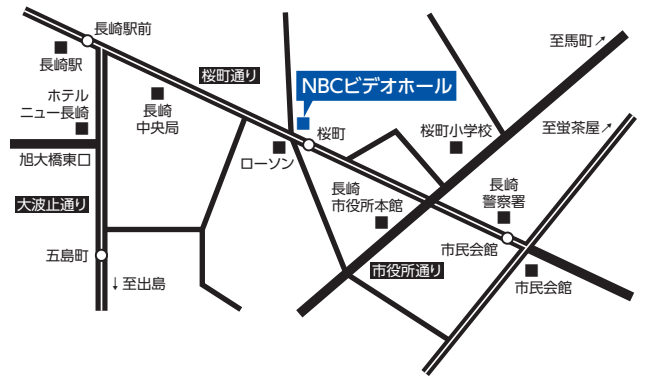 長崎駅前
長崎駅
桜町通り
至馬町↗
NBCビデオホール
ホテル
ニュー長崎
長崎
中央局
桜町
桜町小学校
至蛍茶屋↗
旭大橋東口
ローソン
長崎
市役所本館
長崎
警察署
大波止通り
五島町
市民会館
↓至出島
市役所通り
市民会館